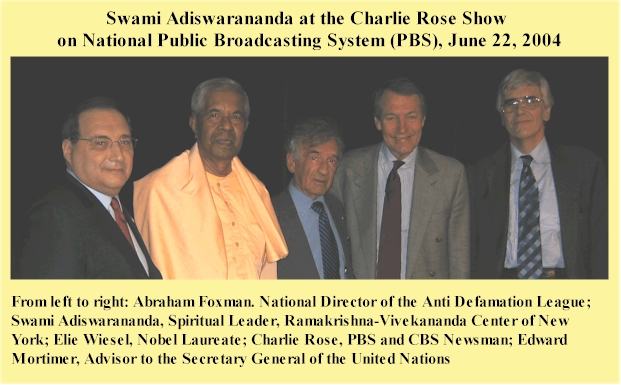 Swami Adiswarananda at the Charlie Rose Show
on National Public Broadcasting System (PBS), June 22, 2004
From left to right: Abraham Foxman. National Director of the Anti Defamation League;
Swami Adiswarananda, Spiritual Leader, Ramakrishna-Vivekananda Center of New
York; Elie Wiesel, Nobel Laureate; Charlie Rose, PBS and CBS Newsman; Edward
Mortimer, Advisor to the Secretary General of the United Nations